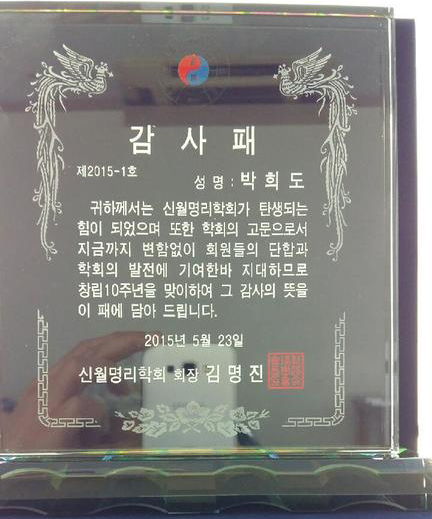 감 사 패
제2015-1호
성 명 : 박 희 도
귀하께서는 신월명리학회가 탄생되는
힘이 되었으며 또한 학회의 고문으로서
지금까지 변함없이 회원들의 단합과
학회의 발전에 기여한바 지대하므로
창립10주년을 맞이하여 그 감사의 뜻을
이 패에 담아 드립니다.
2015년 5월 23일
신월명리학회 회장 김 명 진